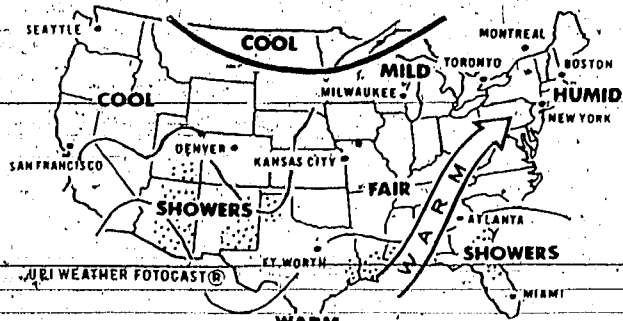 SEATTLE
COOL
MONTREAL
MILD
TORONTO
BOSTON
COOL
MILWAUKEE
HUMID
NEW YORK
DENVER
KANSAS CITY
SAN FRANCISCO
FAIR
WARM
SHOWERS
ATLANTA
FT. WORTH
SHOWERS
UPI WEATHER FOTOCAST®
MIAMI
WARM